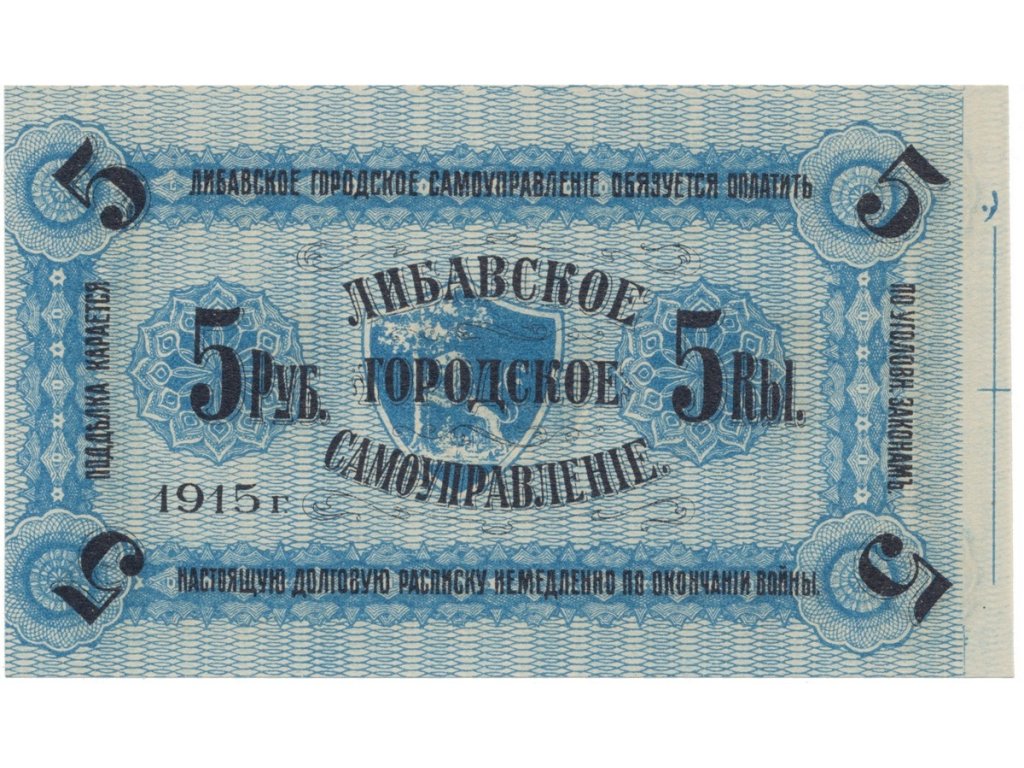 5
5
ЛИБАВСКОЕ ГОРОДСКОЕ САМОУПРАВЛЕНІЕ ОБЯЗУЕТСЯ ОПЛАТИТЬ
ПОДДѢЛКА КАРАЕТСЯ
ЛИБАВСКОЕ
ГОРОДСКОЕ
САМОУПРАВЛЕНІЕ.
5 РУБ.
5 Rbl.
1915 г.
ПО УГОЛОВН. ЗАКОНАМЪ.
НАСТОЯЩУЮ ДОЛГОВУЮ РАСПИСКУ НЕМЕДЛЕННО ПО ОКОНЧАНІИ ВОЙНЫ.
5
5